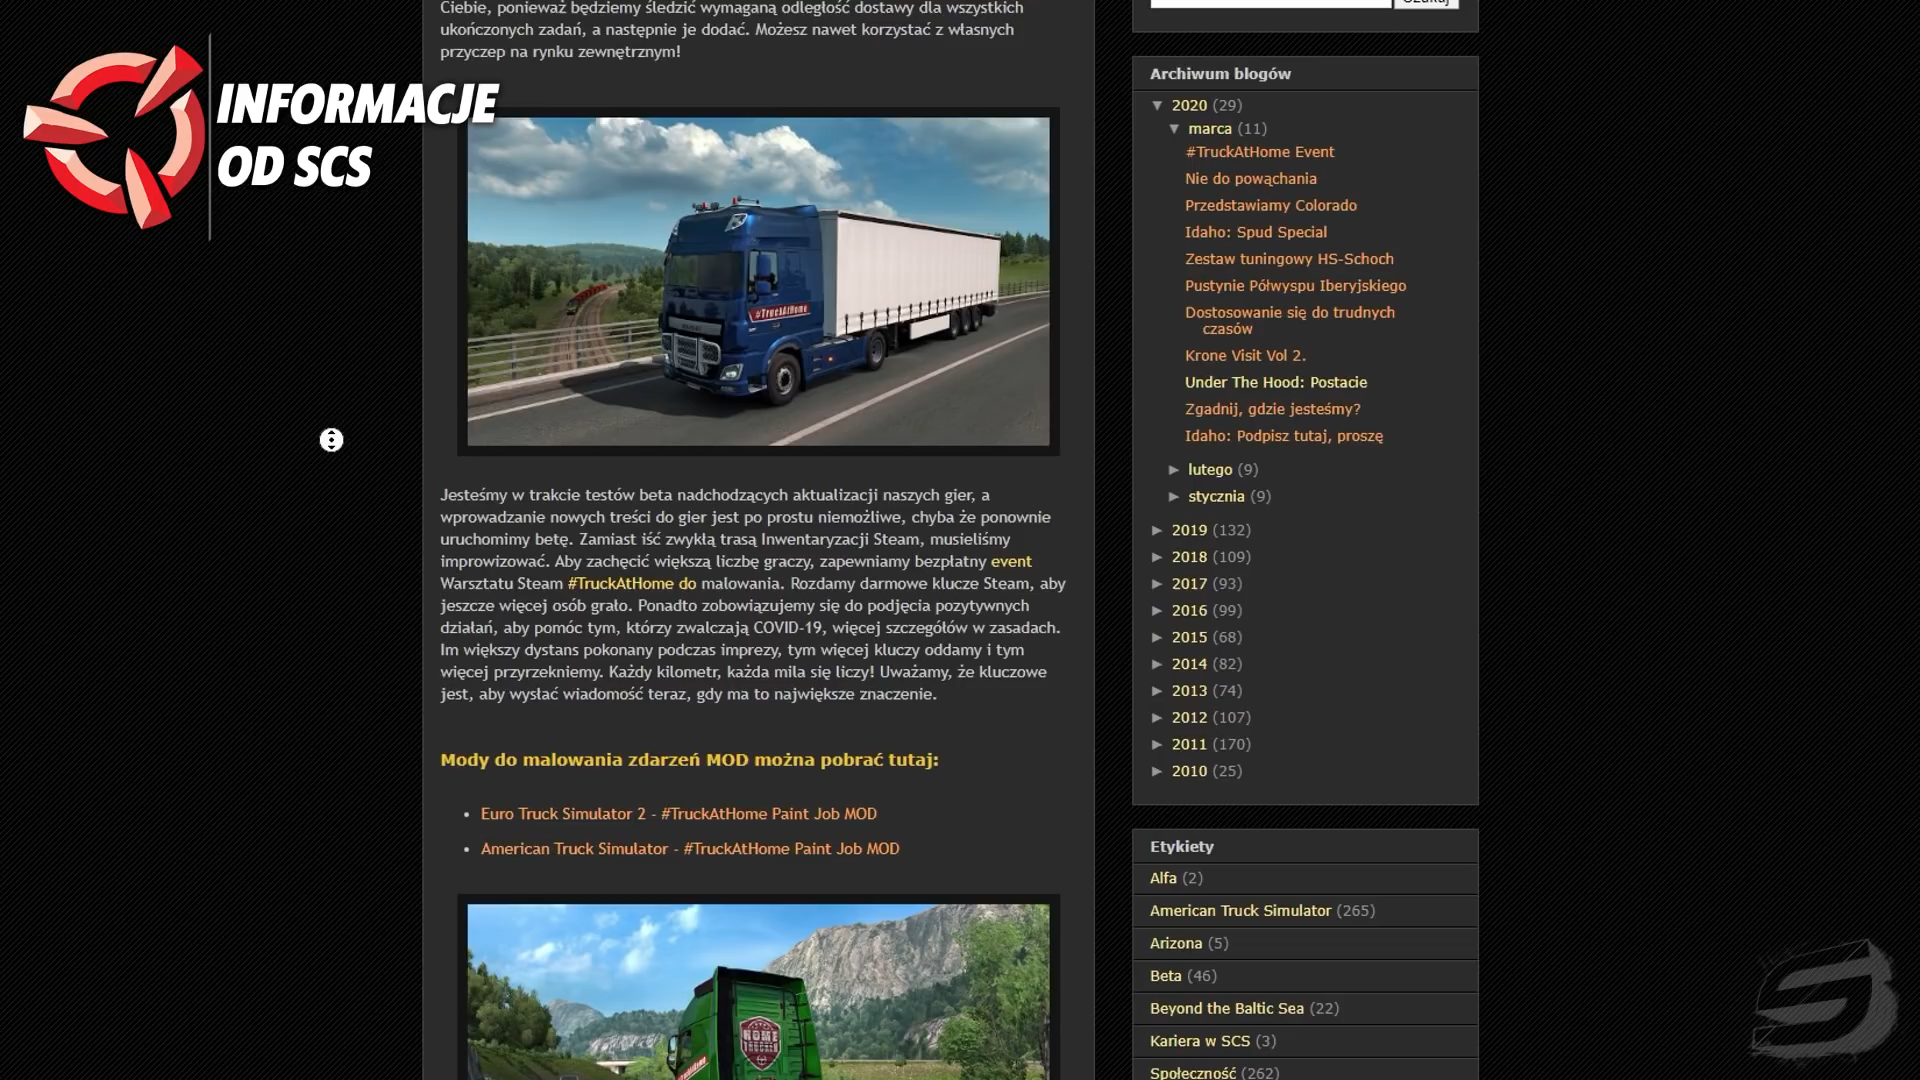 Ciebie, ponieważ będziemy śledzić wymaganą odległość dostawy dla wszystkich
ukończonych zadań, a następnie je dodać. Możesz nawet korzystać z własnych
przyczep na rynku zewnętrznym!
INFORMACJE
OD SCS
#TruckAtHome
Jesteśmy w trakcie testów beta nadchodzących aktualizacji naszych gier, a
wprowadzanie nowych treści do gier jest po prostu niemożliwe, chyba że ponownie
uruchomimy betę. Zamiast iść zwykłą trasą Inwentaryzacji Steam, musieliśmy
improwizować. Aby zachęcić większą liczbę graczy, zapewniamy bezpłatny event
Warsztatu Steam #TruckAtHome do malowania. Rozdamy darmowe klucze Steam, aby
jeszcze więcej osób grało. Ponadto zobowiązujemy się do podjęcia pozytywnych
działań, aby pomóc tym, którzy zwalczają COVID-19, więcej szczegółów w zasadach.
Im większy dystans pokonany podczas imprezy, tym więcej kluczy oddamy i tym
więcej przyrzekniemy. Każdy kilometr, każda mila się liczy! Uważamy, że kluczowe
jest, aby wysłać wiadomość teraz, gdy ma to największe znaczenie.
Mody do malowania zdarzeń MOD można pobrać tutaj:
• Euro Truck Simulator 2 - #TruckAtHome Paint Job MOD
• American Truck Simulator - #TruckAtHome Paint Job MOD
HOME
Szukaj
Archiwum blogów
▼ 2020 (29)
▼ marca (11)
#TruckAtHome Event
Nie do powąchania
Przedstawiamy Colorado
Idaho: Spud Special
Zestaw tuningowy HS-Schoch
Pustynie Półwyspu Iberyjskiego
Dostosowanie się do trudnych
czasów
Krone Visit Vol 2.
Under The Hood: Postacie
Zgadnij, gdzie jesteśmy?
Idaho: Podpisz tutaj, proszę
► lutego (9)
► stycznia (9)
► 2019 (132)
► 2018 (109)
► 2017 (93)
► 2016 (99)
► 2015 (68)
► 2014 (82)
► 2013 (74)
► 2012 (107)
► 2011 (170)
► 2010 (25)
Etykiety
Alfa (2)
American Truck Simulator (265)
Arizona (5)
Beta (46)
Beyond the Baltic Sea (22)
Kariera w SCS (3)
Społeczność (262)